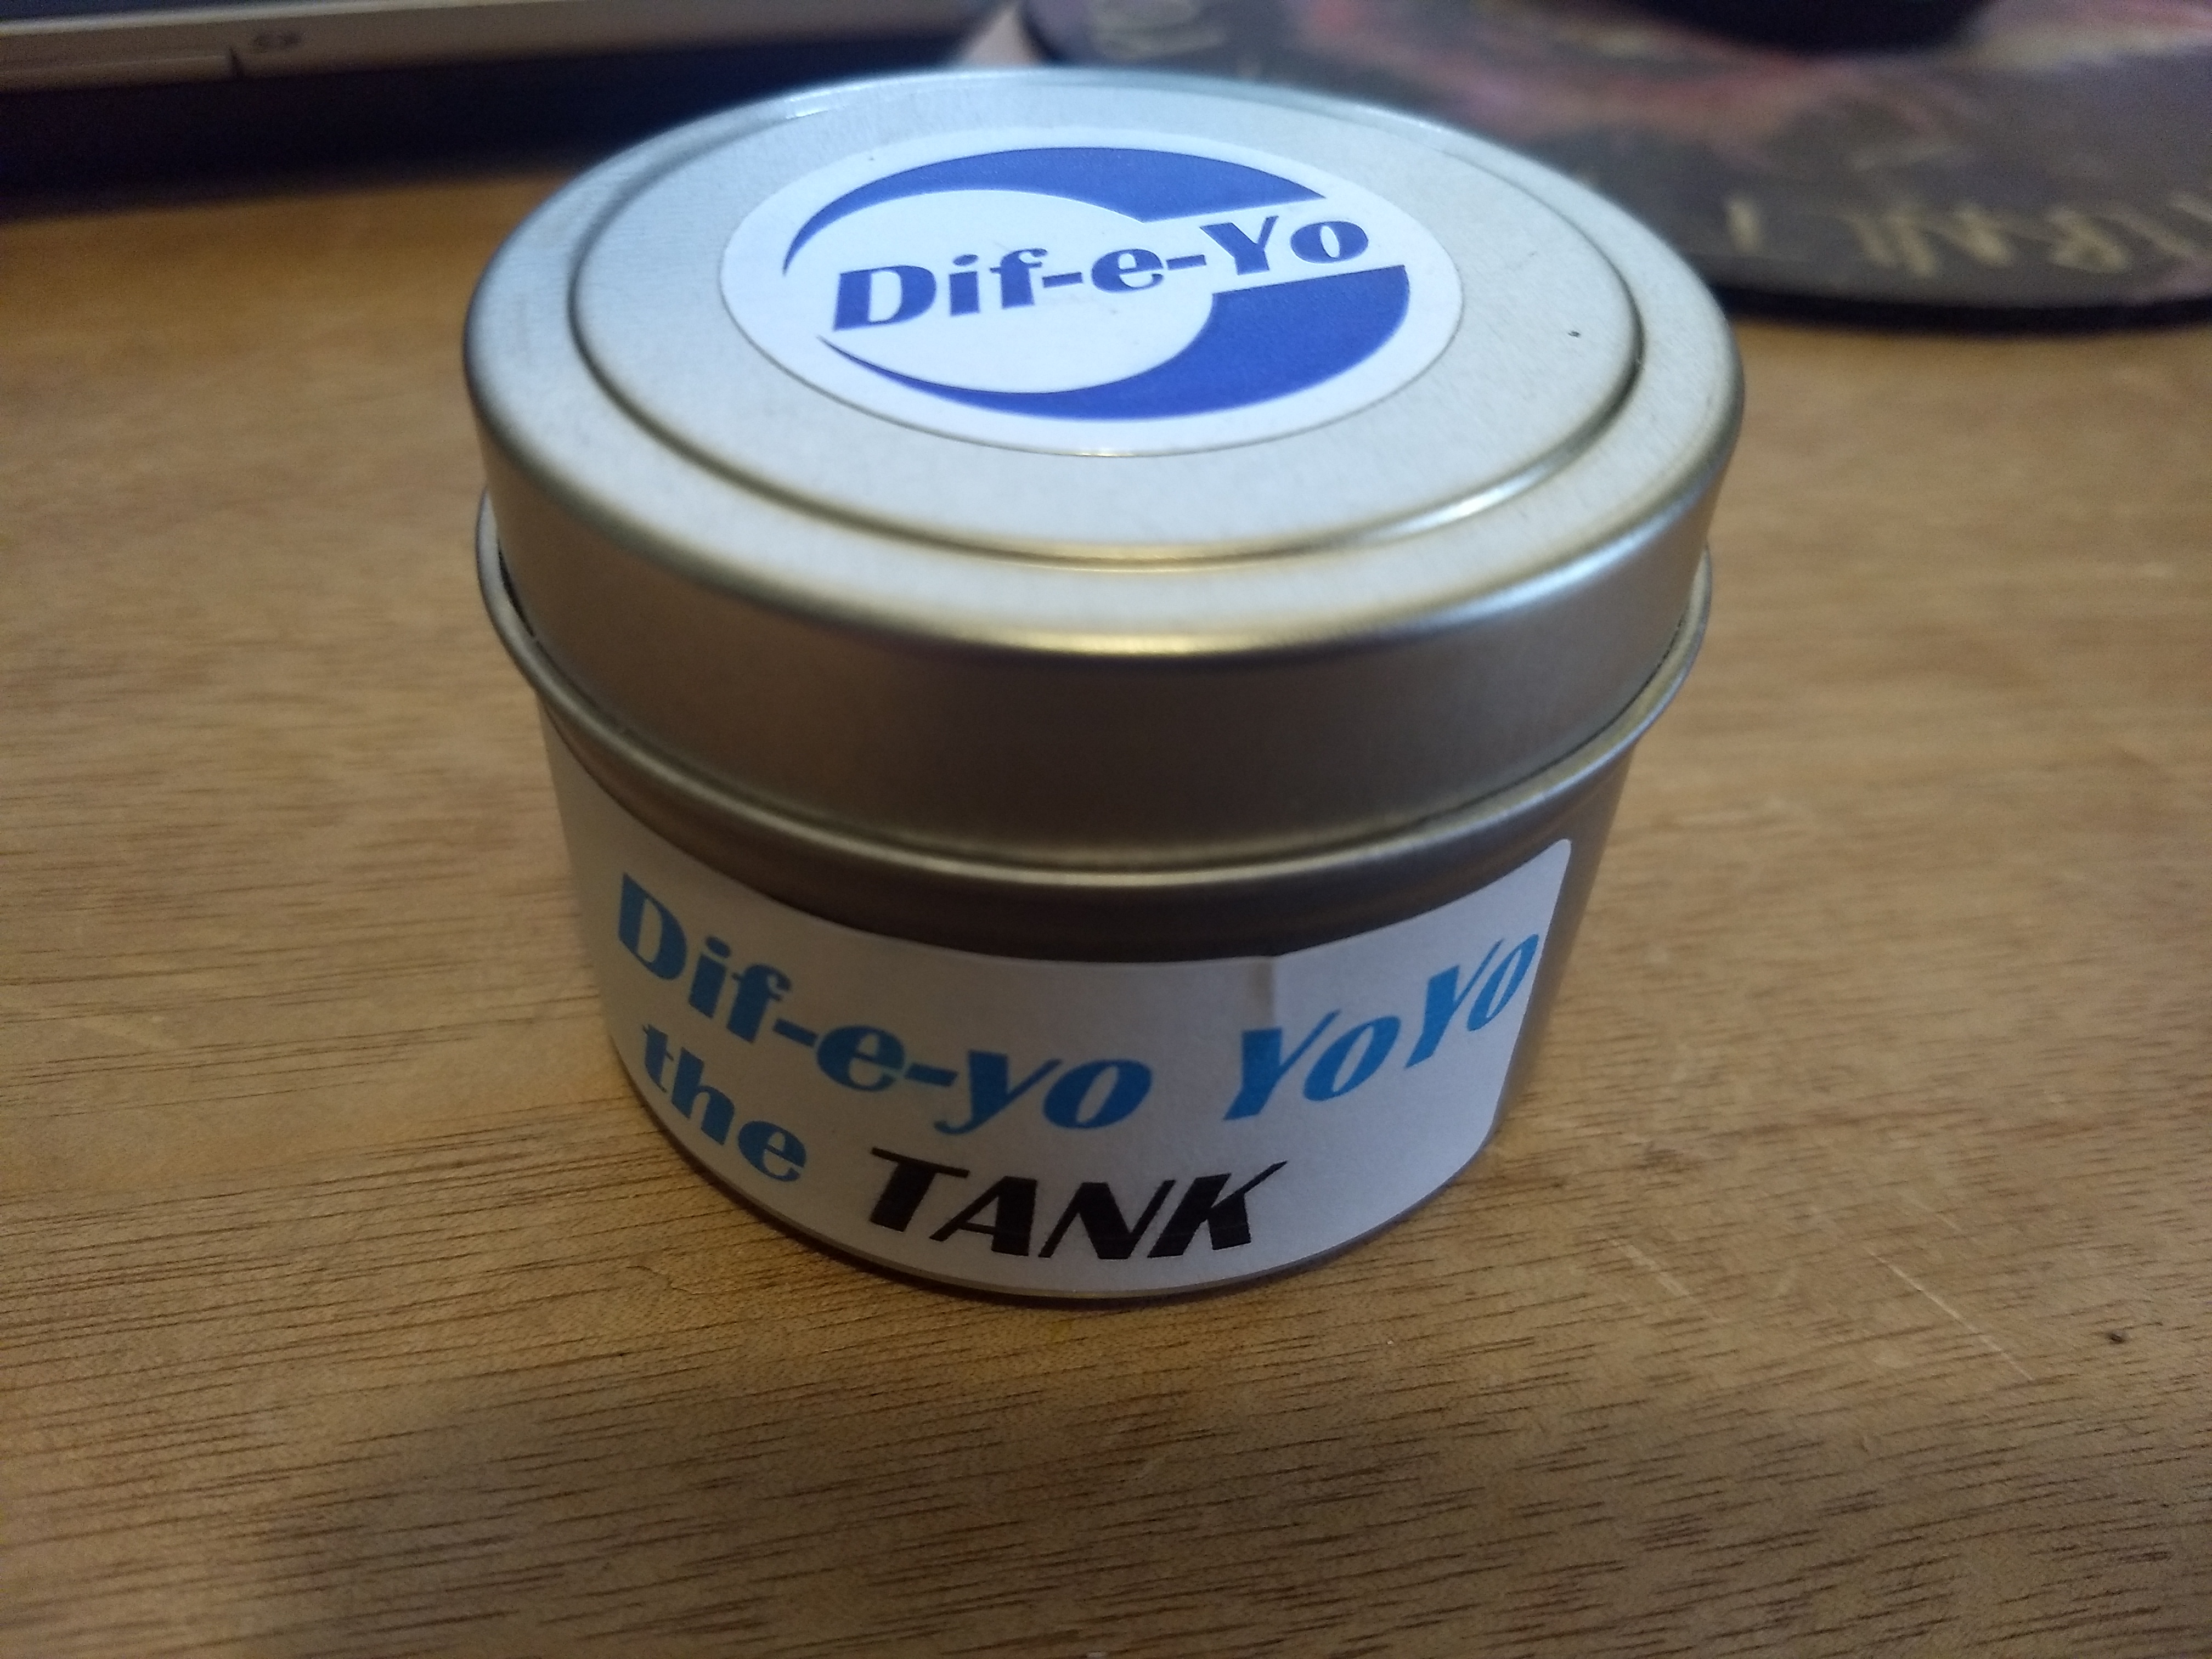 Dif-e-Yo
Dif-e-yo YoYo
the TANK